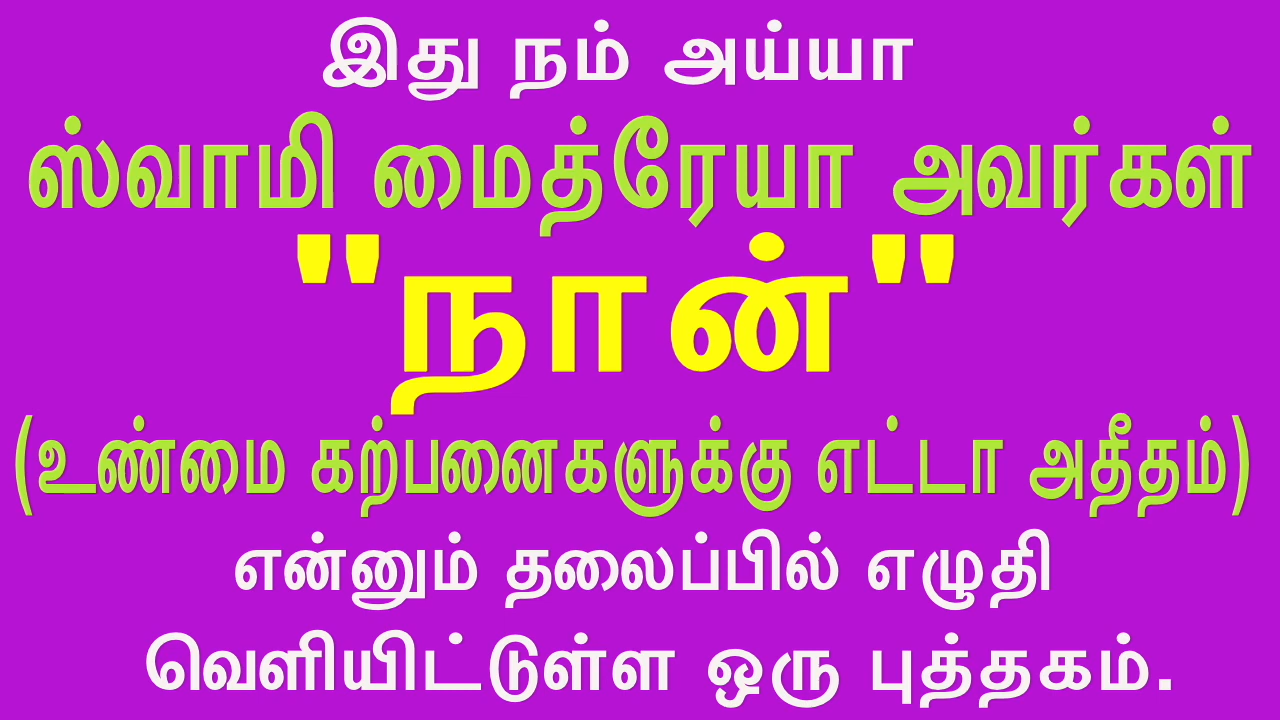 இது நம் அய்யா
ஸ்வாமி மைத்ரேயா அவர்கள்
"நான்"
(உண்மை கற்பனைகளுக்கு எட்டா அதீதம்)
என்னும் தலைப்பில் எழுதி
வெளியிட்டுள்ள ஒரு புத்தகம்.